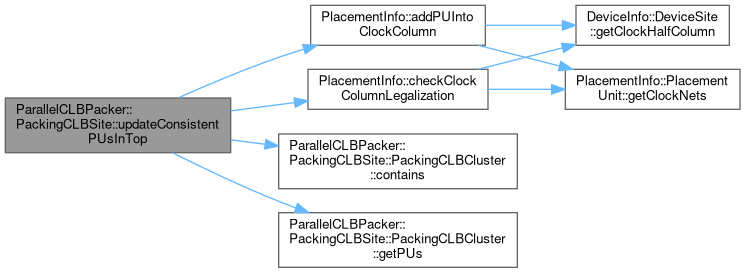 ParallelCLBPacker::
PackingCLBSite::updateConsistent
PUsInTop
PlacementInfo::addPUInto
ClockColumn
DeviceInfo::DeviceSite
::getClockHalfColumn
PlacementInfo::Placement
Unit::getClockNets
PlacementInfo::checkClock
ColumnLegalization
ParallelCLBPacker::
PackingCLBSite::PackingCLBCluster
::contains
ParallelCLBPacker::
PackingCLBSite::PackingCLBCluster
::getPUs